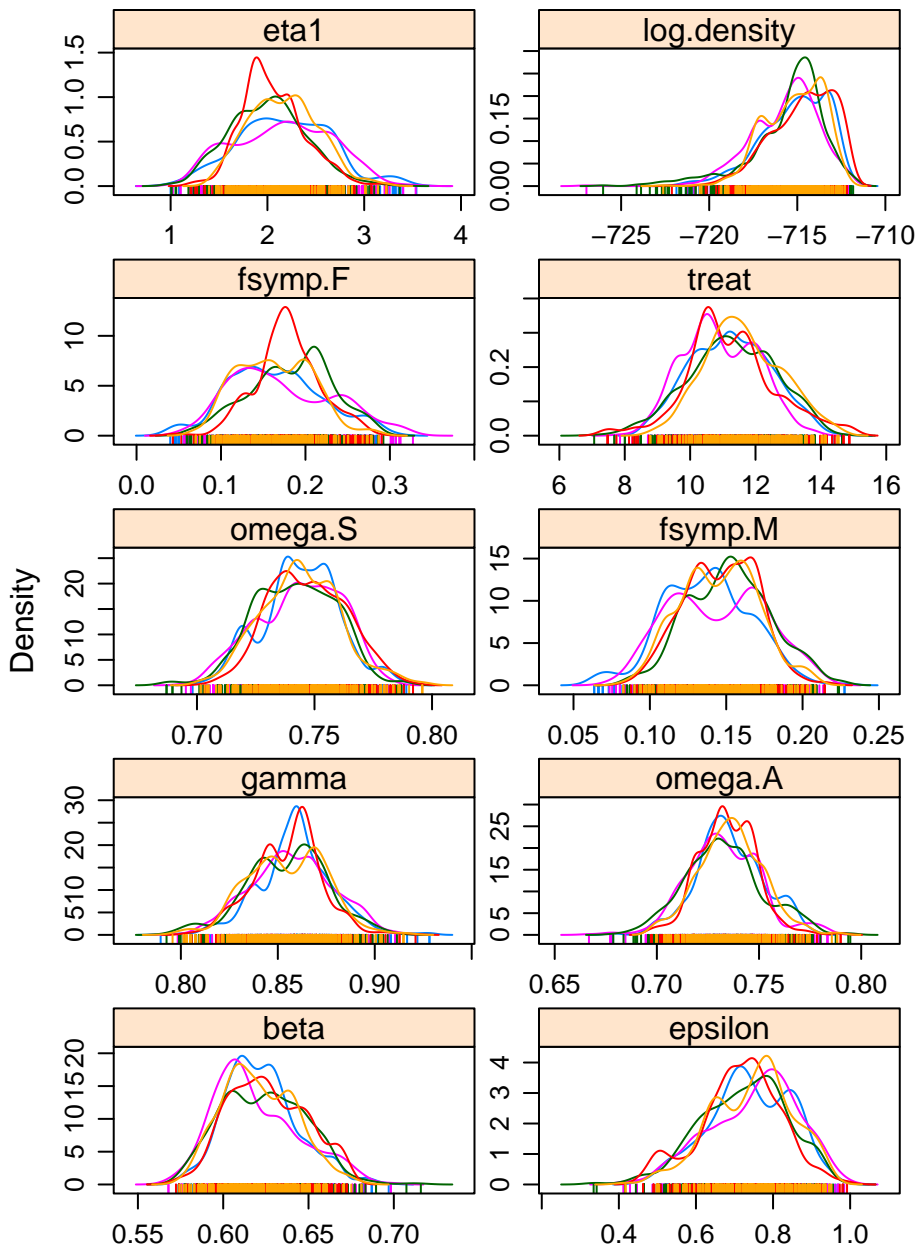 eta1
log.density
0.0 0.5 1.0 1.5
0.00 0.15
1 2 3 4
−725 −720 −715 −710
fsymp.F
treat
0 5 10
0.0 0.2
0.0 0.1 0.2 0.3
6 8 10 12 14 16
omega.S
fsymp.M
0 5 10 20
0 5 10 15
0.70 0.75 0.80
0.05 0.10 0.15 0.20 0.25
Density
gamma
omega.A
0 51 20 30
0 5 15 25
0.80 0.85 0.90
0.65 0.70 0.75 0.80
beta
epsilon
0 5 10 15 20
0 1 2 3 4
0.55 0.60 0.65 0.70
0.4 0.6 0.8 1.0